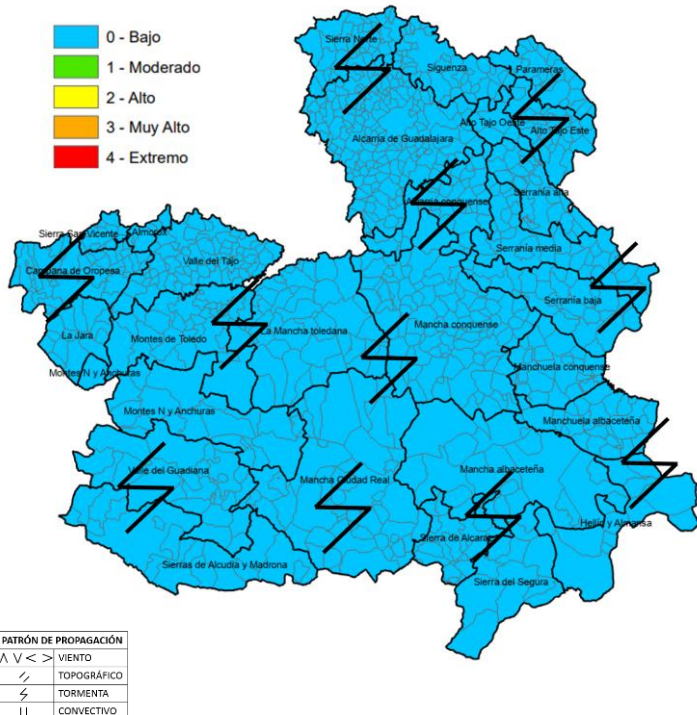 0 - Bajo
1 - Moderado
2 - Alto
3 - Muy Alto
4 - Extremo
Sierra Norte
Siguenza
Parameras
Alto Tajo Oeste
Alto Tajo Este
Alcarria de Guadalajara
Alcarria conquense
Serranía alta
Serranía media
Serranía baja
Sierra San Vicente
Almorox
Valle del Tajo
Campana de Oropesa
La Jara
Montes de Toledo
La Mancha toledana
Mancha conquense
Manchuela conquense
Montes N y Anchuras
Montes N y Anchuras
Manchuela albaceteña
Valle del Guadiana
Mancha Ciudad Real
Mancha albaceteña
Hellín y Almansa
Sierra de Alcaraz
Sierras de Alcudia y Madrona
Sierra del Segura
PATRÓN DE PROPAGACIÓN
VIENTO
TOPOGRÁFICO
TORMENTA
CONVECTIVO